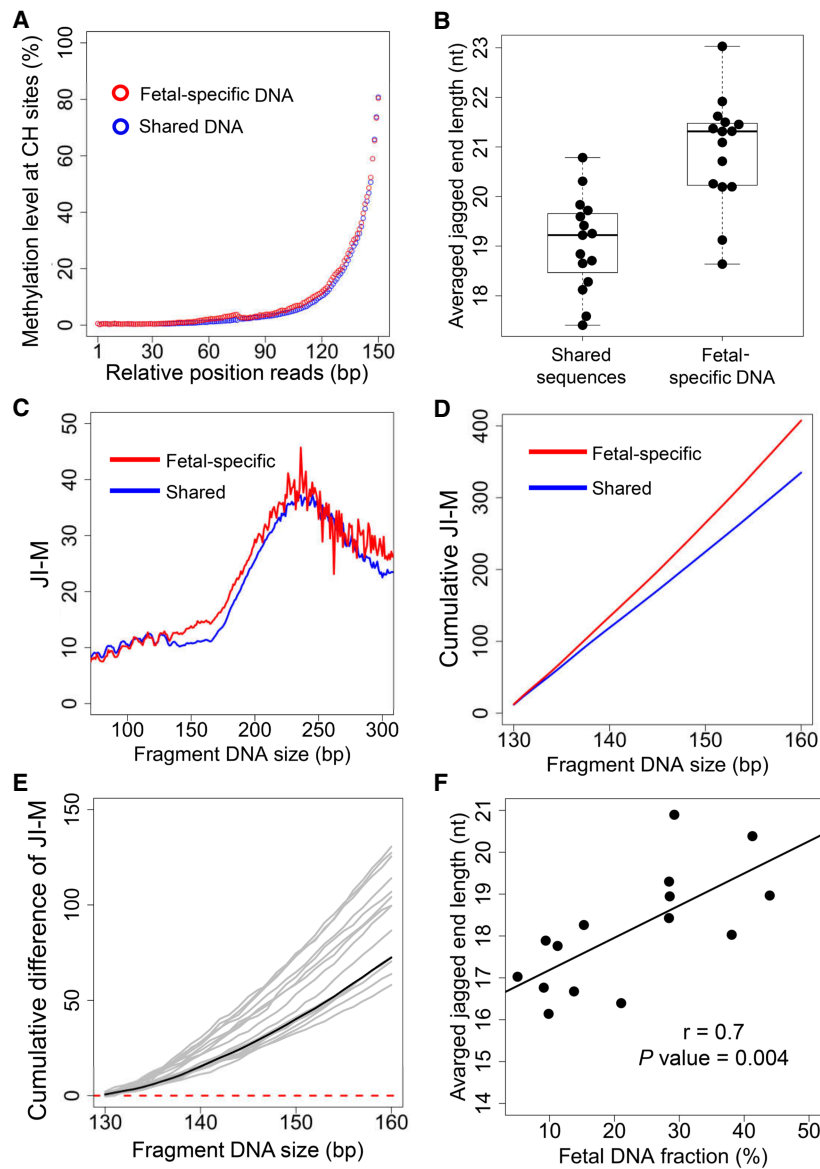 A
Methylation level at CH sites (%)
100
80
60
40
20
0
Fetal-specific DNA
Shared DNA
1
30
60
90
120
150
Relative position reads (bp)
B
Averaged jagged end length (nt)
23
22
21
20
19
18
Shared
sequences
Fetal-
specific DNA
C
JI-M
50
40
30
20
10
0
Fetal-specific
Shared
100
150
200
250
300
Fragment DNA size (bp)
D
Cumulative JI-M
400
300
200
100
0
Fetal-specific
Shared
130
140
150
160
Fragment DNA size (bp)
E
Cumulative difference of JI-M
150
100
50
0
130
140
150
160
Fragment DNA size (bp)
F
Avarged jagged end length (nt)
21
20
19
18
17
16
15
14
r = 0.7
P value = 0.004
10
20
30
40
50
Fetal DNA fraction (%)